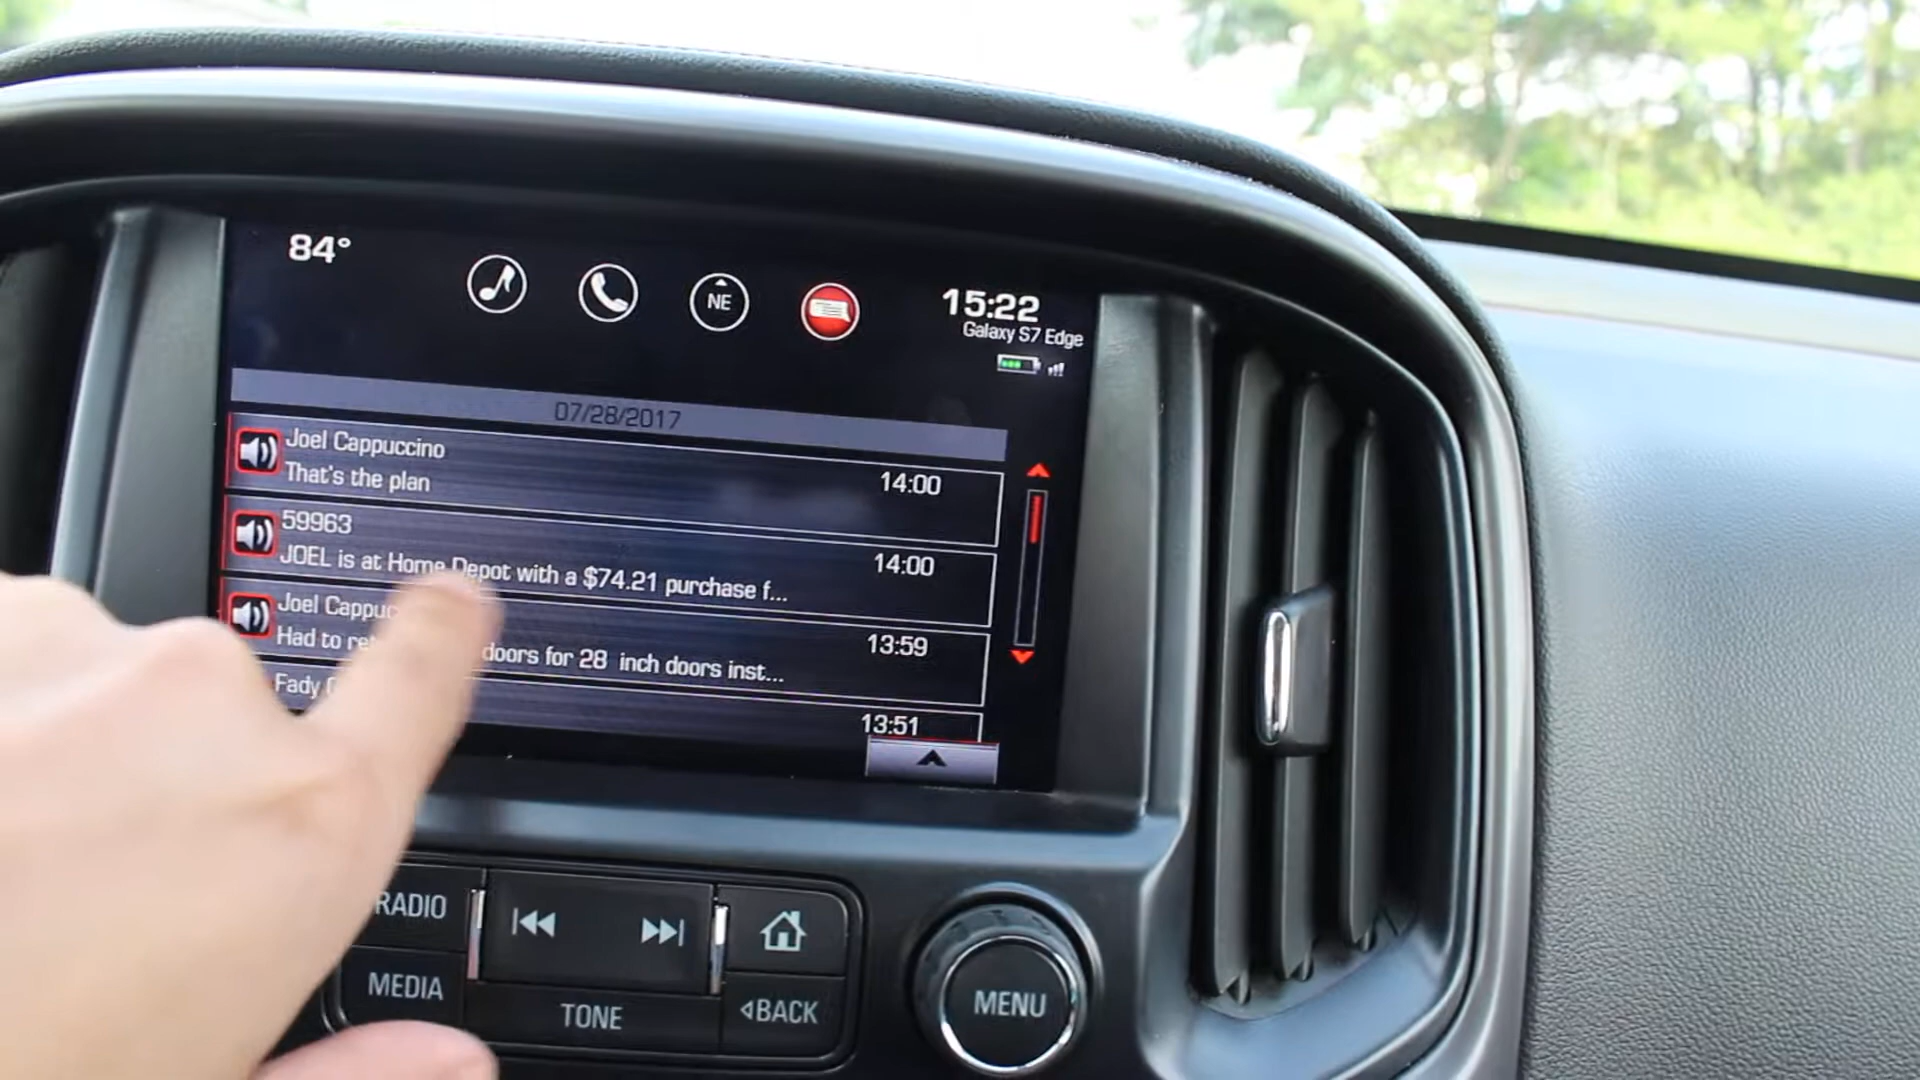 84°
NE
15:22
Galaxy S7 Edge
07/28/2017
Joel Cappuccino
That's the plan
14:00
59963
JOEL is at Home Depot with a $74.21 purchase f...
14:00
Joel
Had to doors for 28 inch doors inst...
13:59
Fady
13:51
RADIO
MEDIA
TONE
BACK
MENU